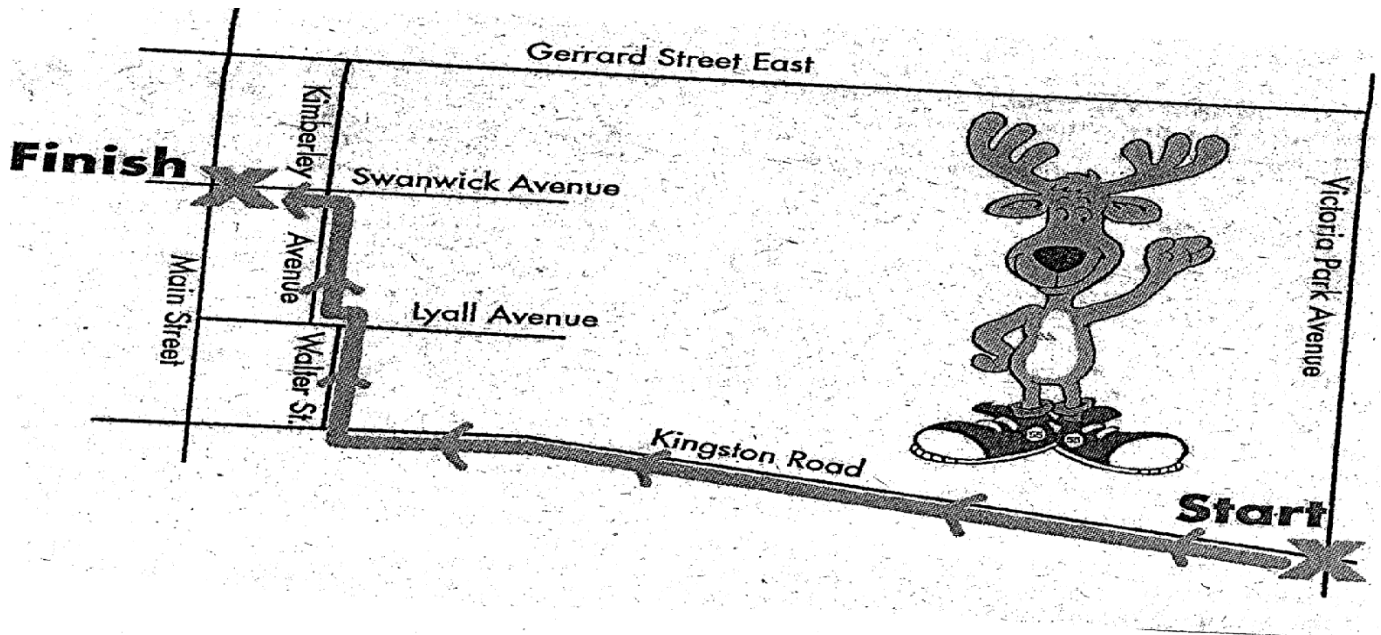 Gerrard Street East
Kimberley Avenue
Finish
Swanwick Avenue
Victoria Park Avenue
Main Street
Lyall Avenue
Walter St.
Kingston Road
Start